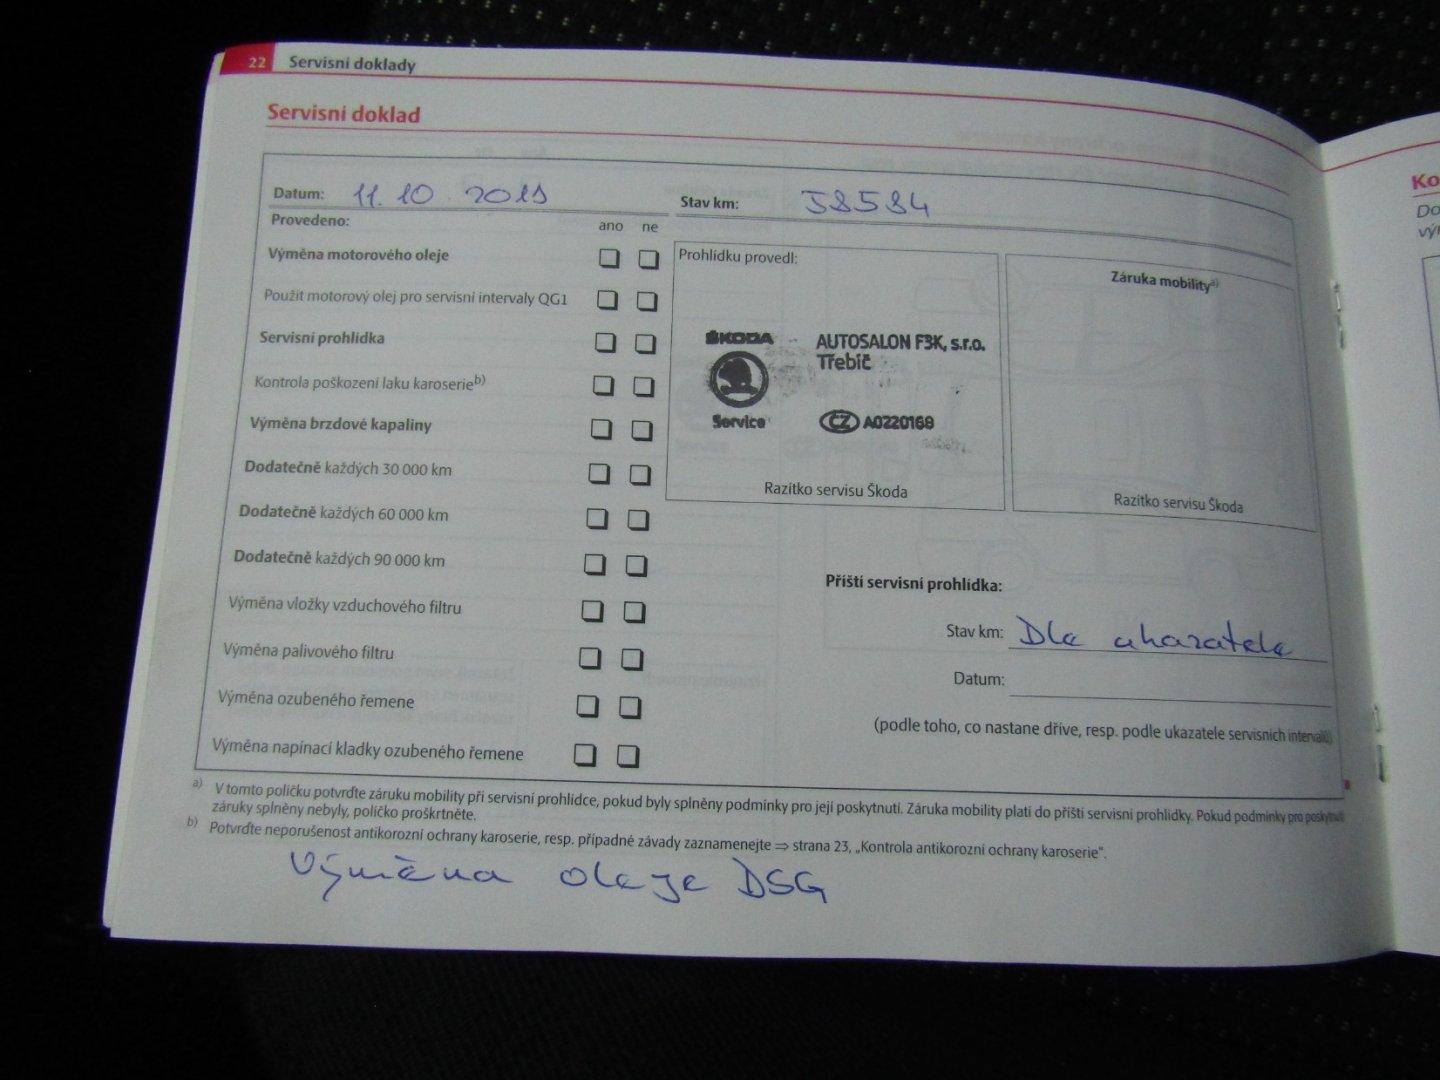 22 Servisní doklady
Servisní doklad
Datum: 11.10.2019
Stav km: 58584
Provedeno: ano ne
Výměna motorového oleje
Použit motorový olej pro servisní intervaly QG1
Servisní prohlídka
Kontrola poškození laku karoserie b)
Výměna brzdové kapaliny
Dodatečně každých 30 000 km
Dodatečně každých 60 000 km
Dodatečně každých 90 000 km
Výměna vložky vzduchového filtru
Výměna palivového filtru
Výměna ozubeného řemene
Výměna napínací kladky ozubeného řemene
Prohlídku provedl:
ŠKODA
Service
AUTOSALON F3K, s.r.o.
Třebíč
CZ A0220168
Razítko servisu Škoda
Záruka mobility a)
Razítko servisu Škoda
Příští servisní prohlídka:
Stav km: Dle ukazatele
Datum:
(podle toho, co nastane dříve, resp. podle ukazatele servisních intervalů)
a) V tomto políčku potvrďte záruku mobility při servisní prohlídce, pokud byly splněny podmínky pro její poskytnutí. Záruka mobility platí do příští servisní prohlídky. Pokud podmínky pro poskytnutí
záruky splněny nebyly, políčko proškrtněte.
b) Potvrďte neporušenost antikorozní ochrany karoserie, resp. případné závady zaznamenejte ⇒ strana 23, „Kontrola antikorozní ochrany karoserie“.
Výměna oleje DSG
Ko
Do